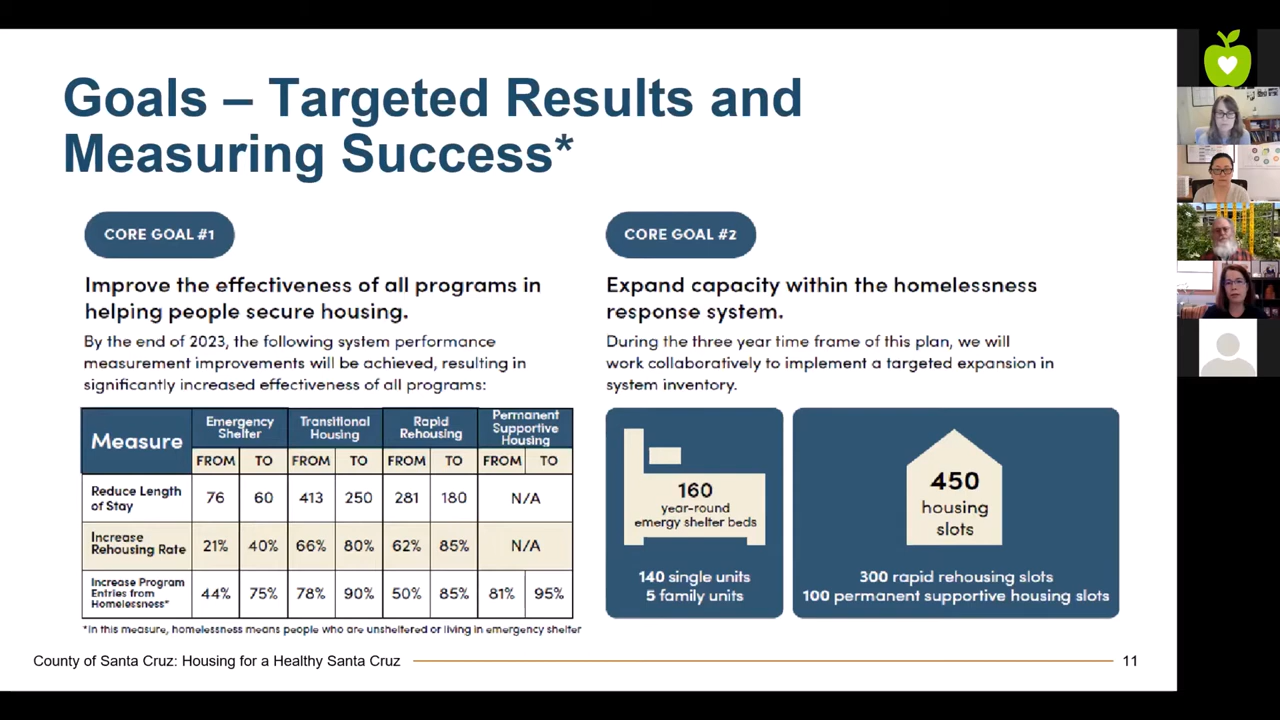 Goals – Targeted Results and
Measuring Success*
CORE GOAL #1
Improve the effectiveness of all programs in
helping people secure housing.
By the end of 2023, the following system performance
measurement improvements will be achieved, resulting in
significantly increased effectiveness of all programs:
Measure
Emergency
Shelter
Transitional
Housing
Rapid
Rehousing
Permanent
Supportive
Housing
FROM TO FROM TO FROM TO FROM TO
Reduce Length
of Stay
76 60 413 250 281 180 N/A
Increase
Rehousing Rate
21% 40% 66% 80% 62% 85% N/A
Increase Program
Entries from
Homelessness*
44% 75% 78% 90% 50% 85% 81% 95%
*In this measure, homelessness means people who are unsheltered or living in emergency shelter
CORE GOAL #2
Expand capacity within the homelessness
response system.
During the three year time frame of this plan, we will
work collaboratively to implement a targeted expansion in
system inventory.
160
year-round
emergy shelter beds
140 single units
5 family units
450
housing
slots
300 rapid rehousing slots
100 permanent supportive housing slots
County of Santa Cruz: Housing for a Healthy Santa Cruz
11